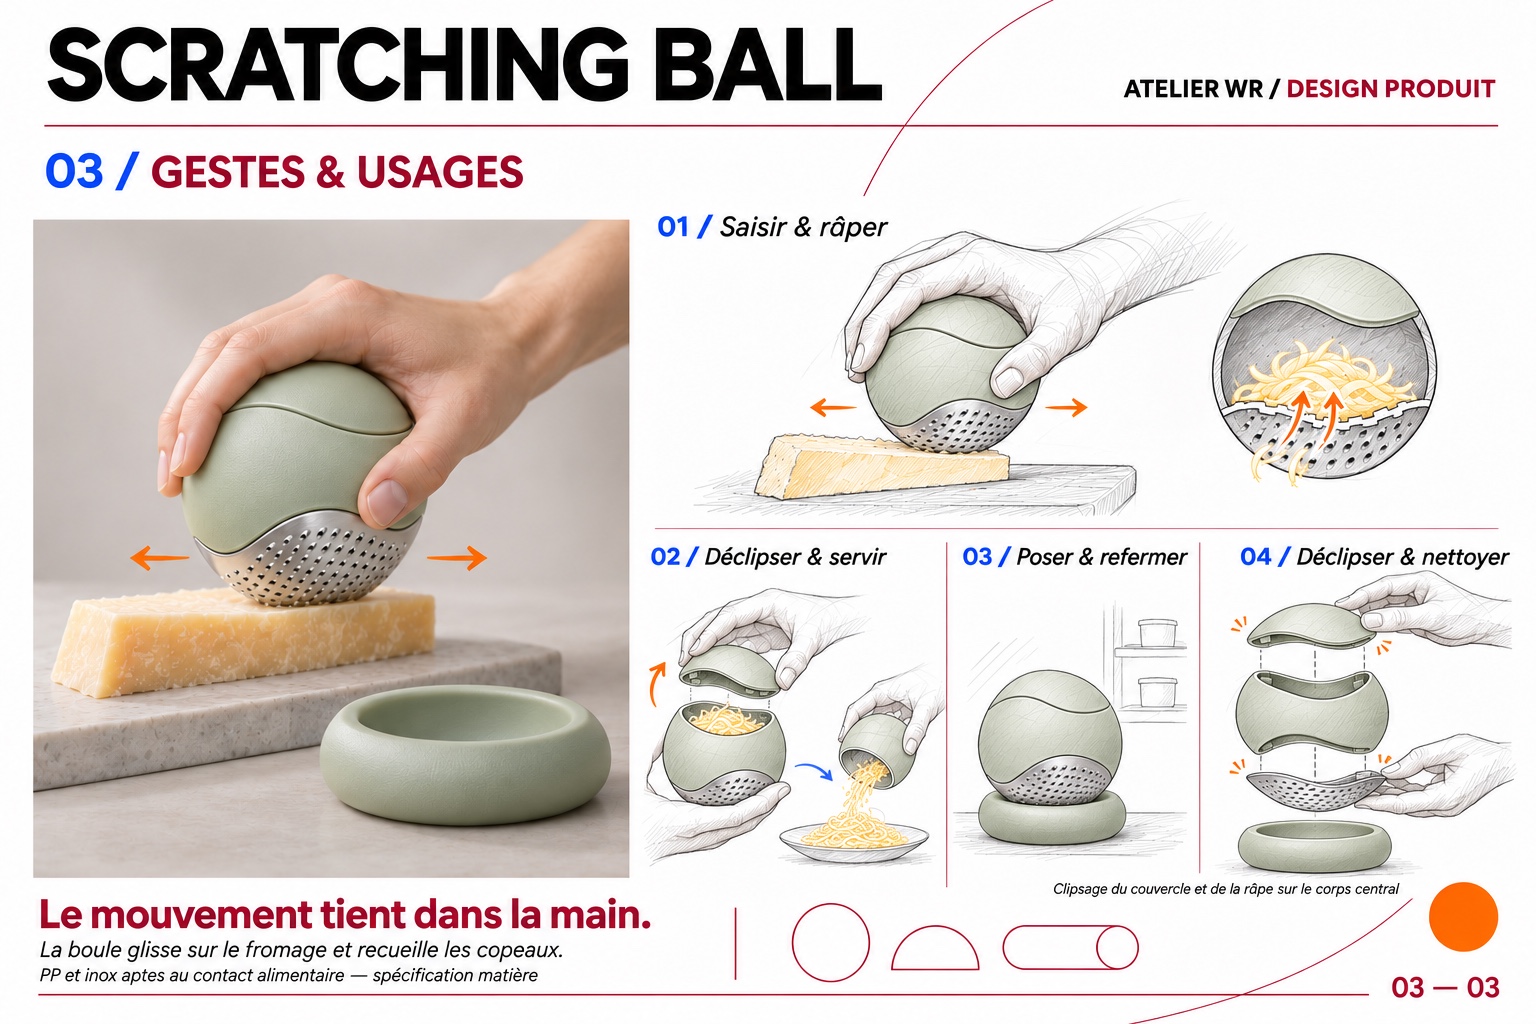 SCRATCHING BALL
ATELIER WR / DESIGN PRODUIT
03 / GESTES & USAGES
01 / Saisir & râper
02 / Déclipser & servir
03 / Poser & refermer
04 / Déclipser & nettoyer
Clipsage du couvercle et de la râpe sur le corps central
Le mouvement tient dans la main.
La boule glisse sur le fromage et recueille les copeaux.
PP et inox aptes au contact alimentaire — spécification matière
03 — 03